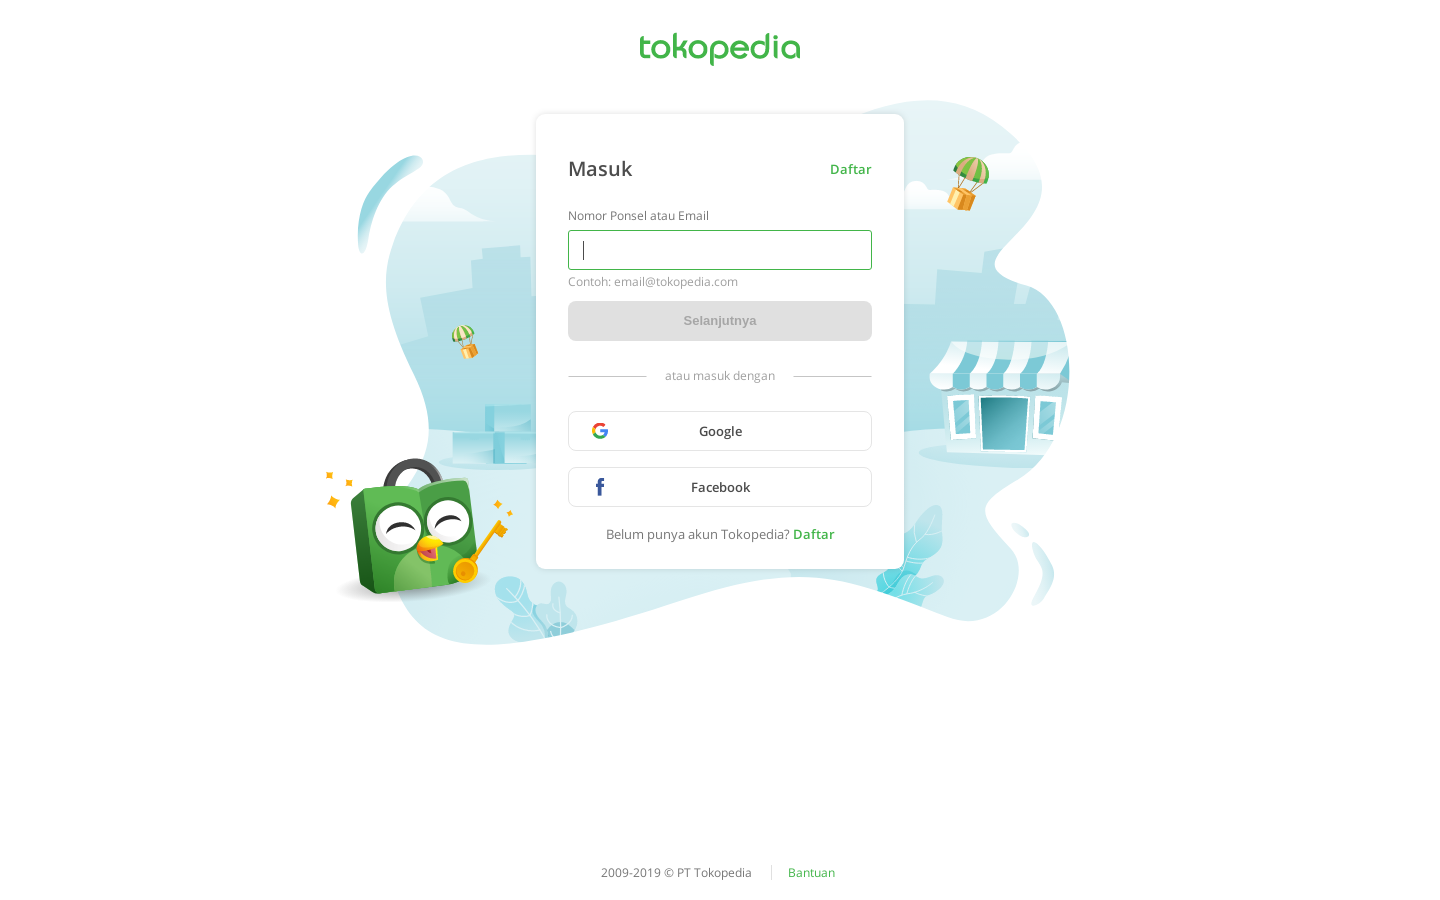 tokopedia
Masuk
Daftar
Nomor Ponsel atau Email
Contoh: email@tokopedia.com
Selanjutnya
atau masuk dengan
Google
Facebook
Belum punya akun Tokopedia? Daftar
2009-2019 © PT Tokopedia
Bantuan